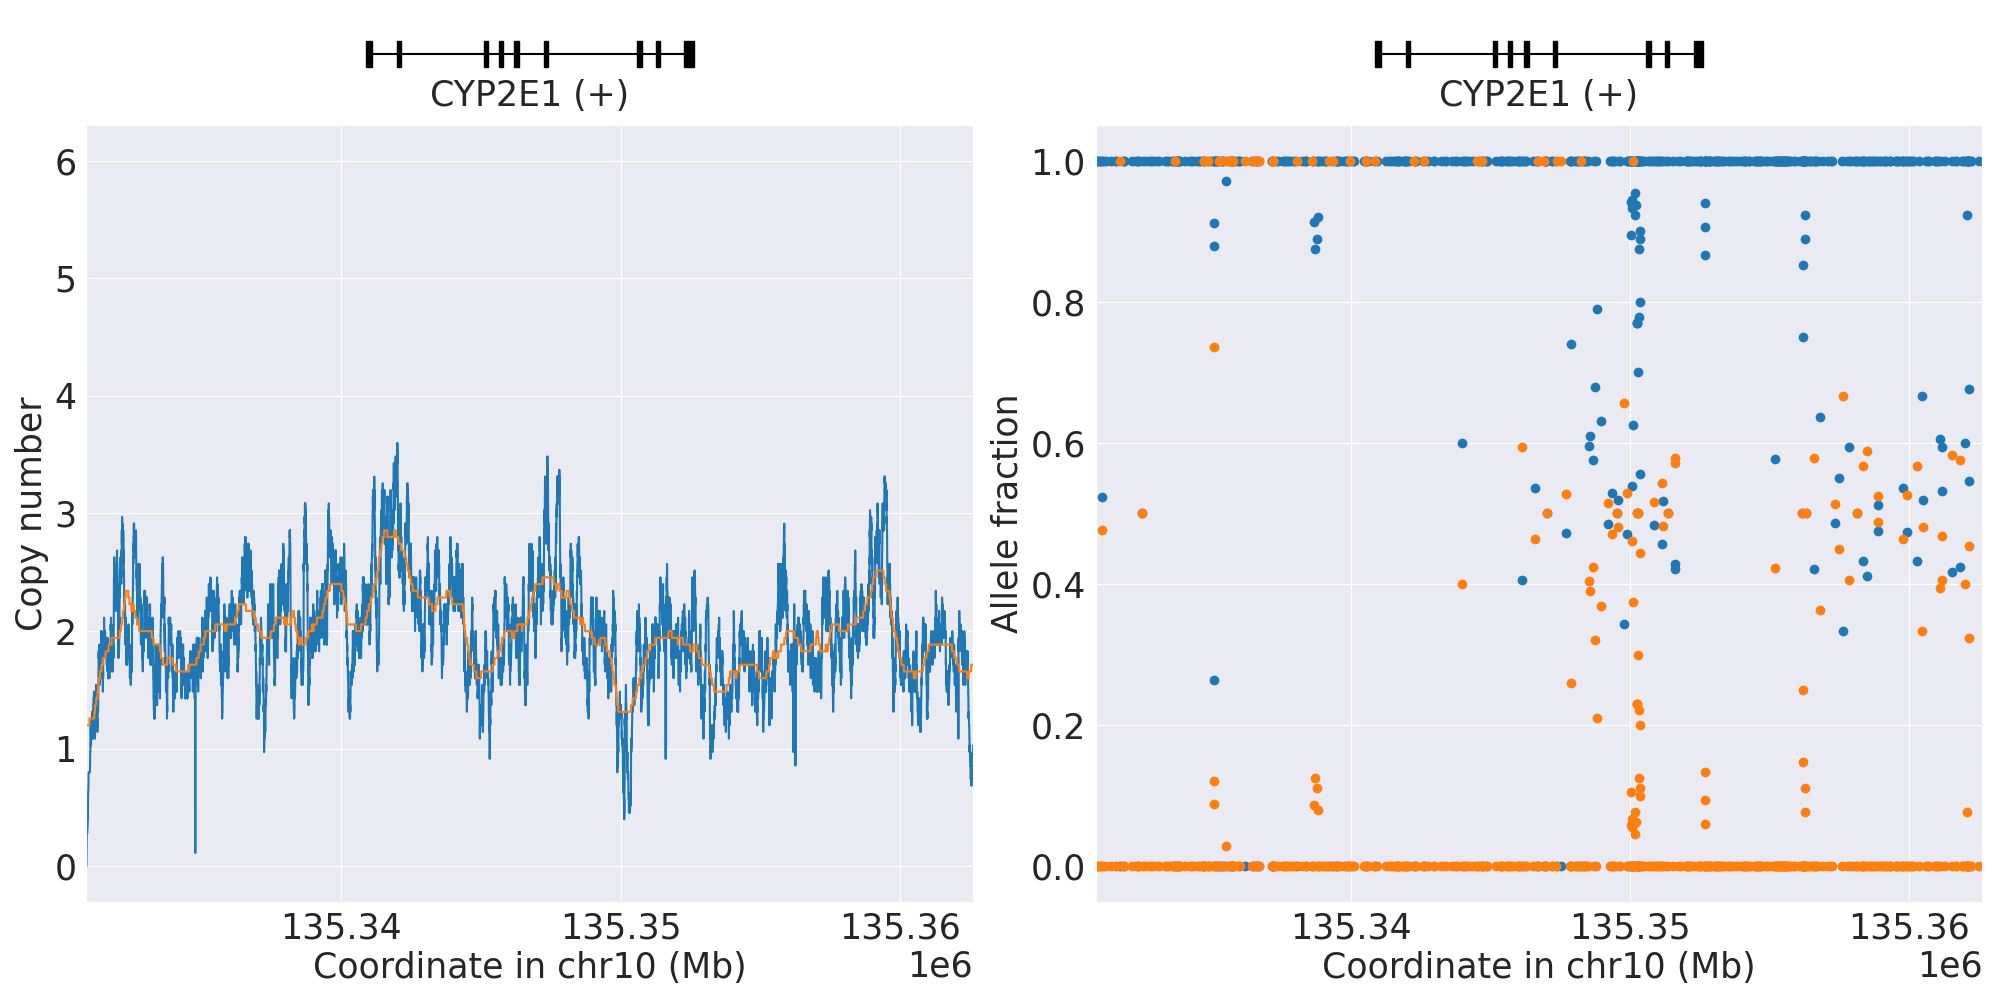 CYP2E1 (+)
Copy number
6
5
4
3
2
1
0
135.34 135.35 135.36
Coordinate in chr10 (Mb)
1e6
CYP2E1 (+)
Allele fraction
1.0
0.8
0.6
0.4
0.2
0.0
135.34 135.35 135.36
Coordinate in chr10 (Mb)
1e6